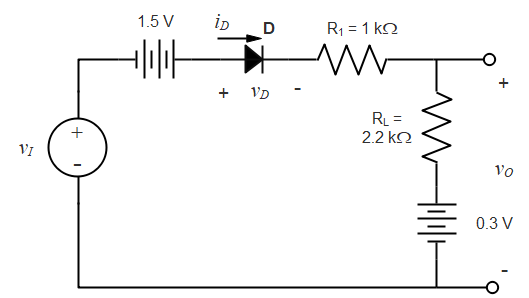 1.5 V
iD
D
R1 = 1 kΩ
+ vD -
+
vI
-
RL =
2.2 kΩ
+
vO
0.3 V
-